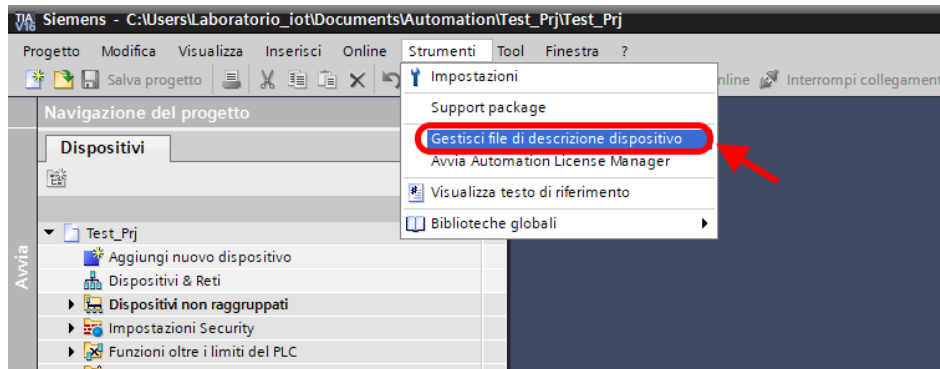 TIA V16 Siemens - C:\Users\Laboratorio_iot\Documents\Automation\Test_Prj\Test_Prj
Progetto Modifica Visualizza Inserisci Online Strumenti Tool Finestra ?
Salva progetto
Impostazioni
nline Interrompi collegament
Support package
Navigazione del progetto
Gestisci file di descrizione dispositivo
Dispositivi
Avvia Automation License Manager
Visualizza testo di riferimento
Biblioteche globali
Test_Prj
Aggiungi nuovo dispositivo
Dispositivi & Reti
Dispositivi non raggruppati
Impostazioni Security
Funzioni oltre i limiti del PLC
Avvia